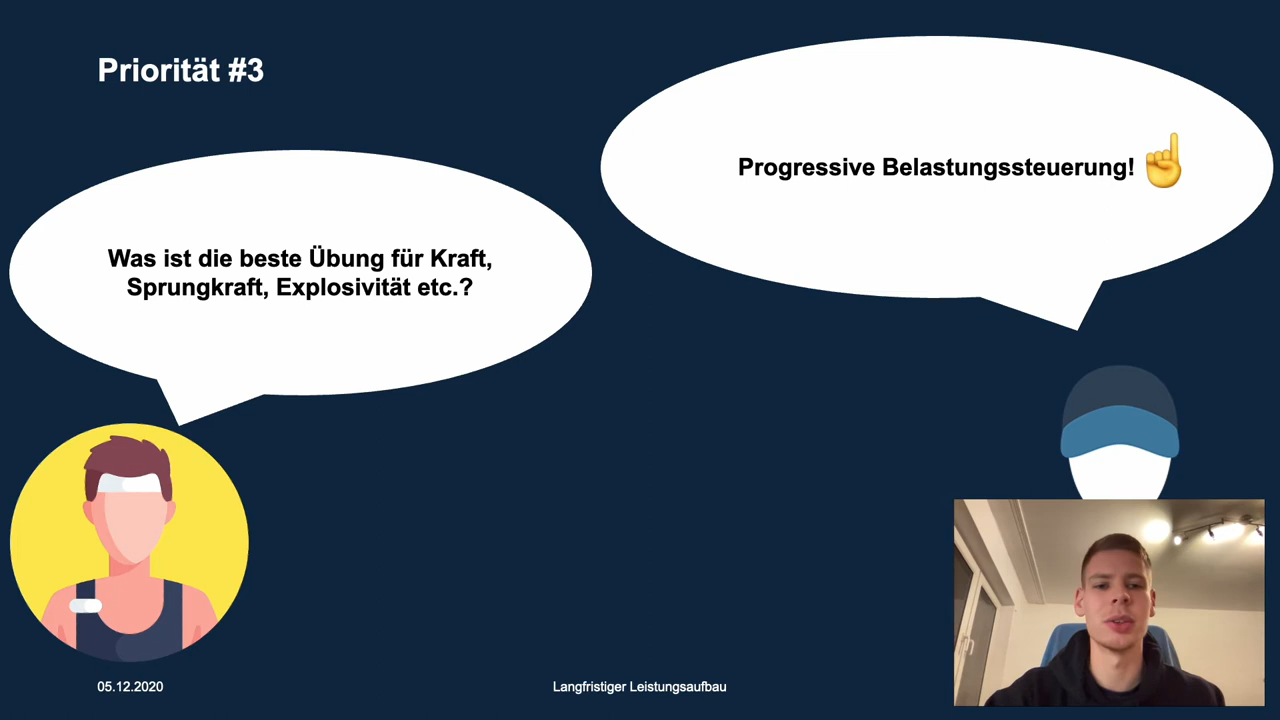 Priorität #3
Progressive Belastungssteuerung!
Was ist die beste Übung für Kraft,
Sprungkraft, Explosivität etc.?
05.12.2020
Langfristiger Leistungsaufbau